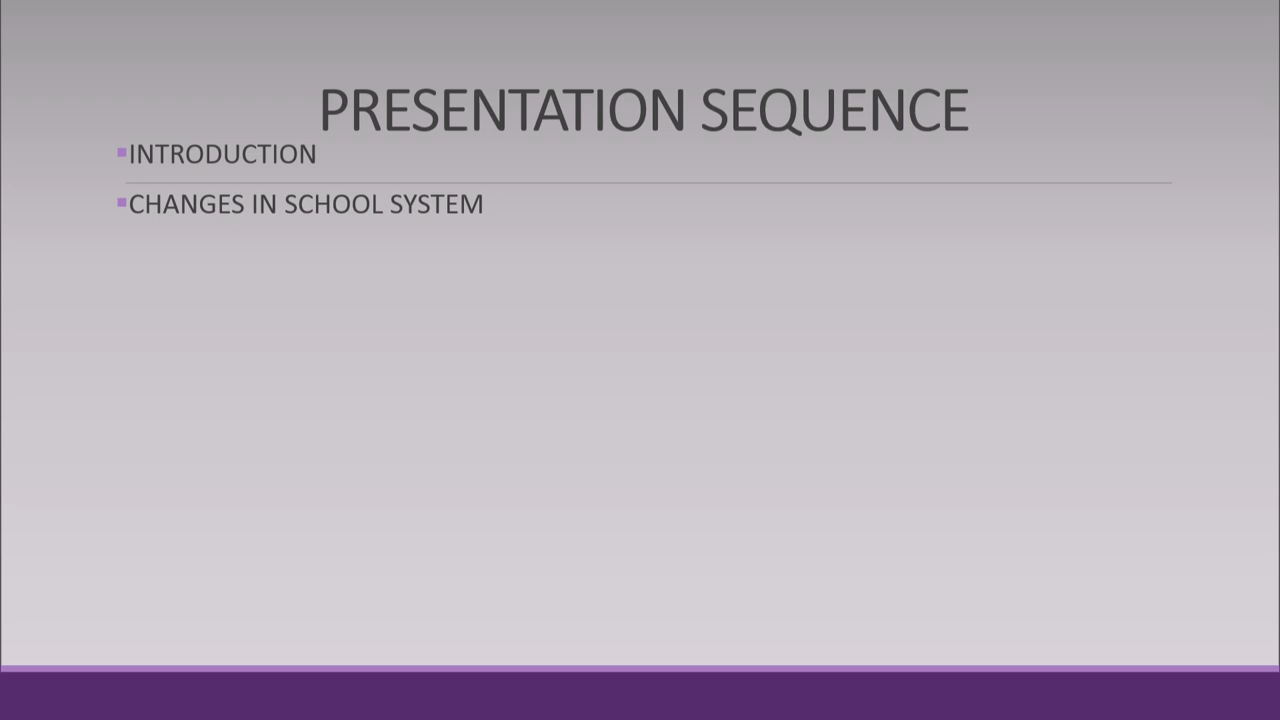 PRESENTATION SEQUENCE
INTRODUCTION
CHANGES IN SCHOOL SYSTEM